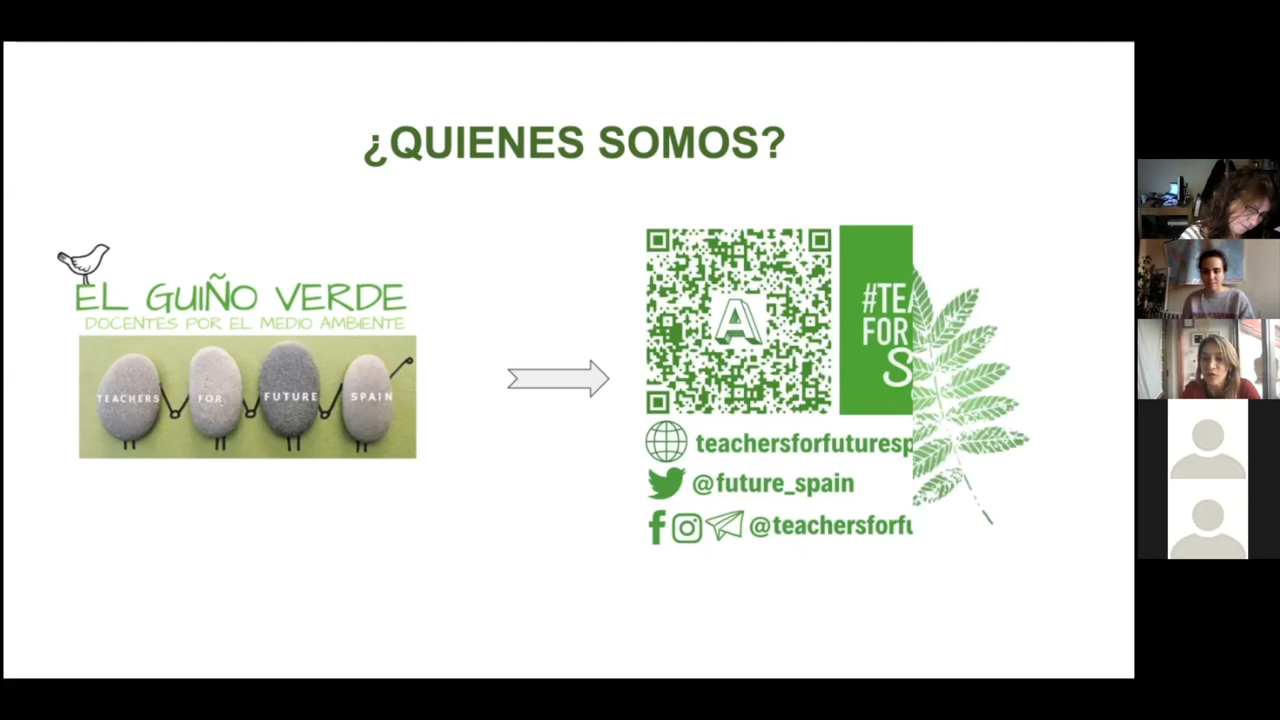 ¿QUIENES SOMOS?
EL GUIÑO VERDE
DOCENTES POR EL MEDIO AMBIENTE
TEACHERS FOR FUTURE SPAIN
A
#TEA
FOR
S
teachersforfuturesp
@future_spain
@teachersforfu